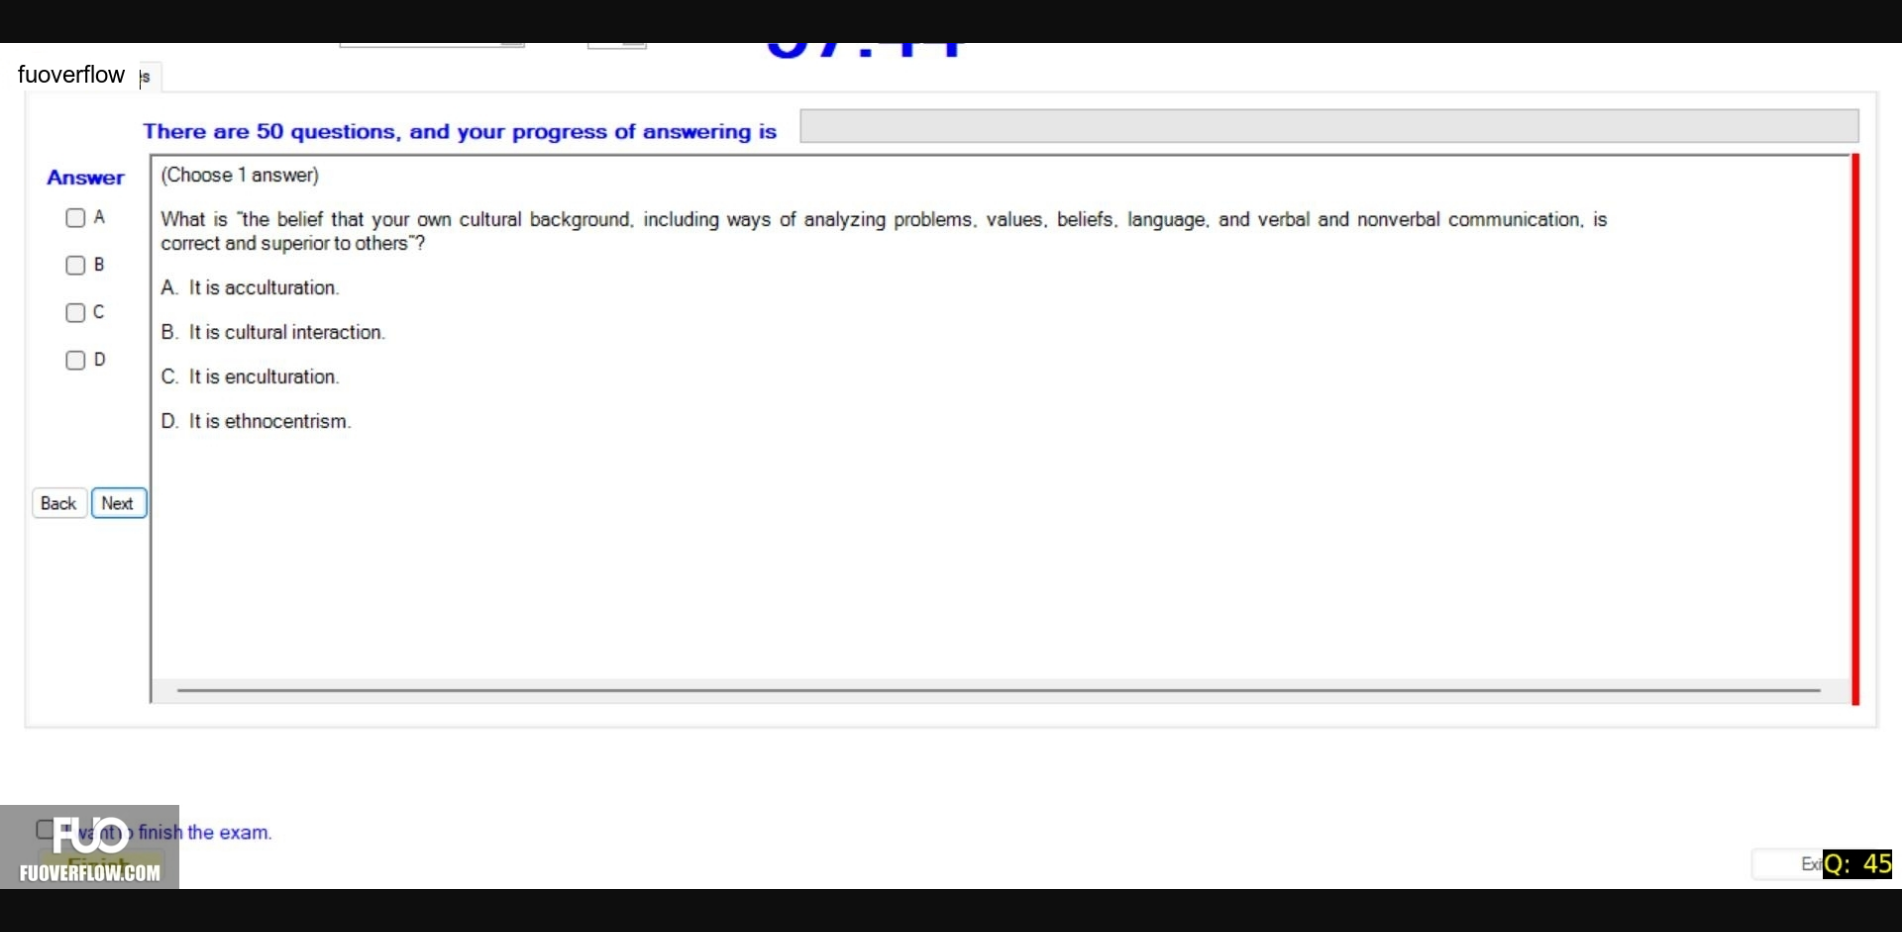 fuoverflow
There are 50 questions, and your progress of answering is
Answer
(Choose 1 answer)
A
What is "the belief that your own cultural background, including ways of analyzing problems, values, beliefs, language, and verbal and nonverbal communication, is
correct and superior to others"?
B
A. It is acculturation.
C
B. It is cultural interaction.
D
C. It is enculturation.
D. It is ethnocentrism.
Back Next
I want to finish the exam.
FUO
FUOVERFLOW.COM
Q: 45